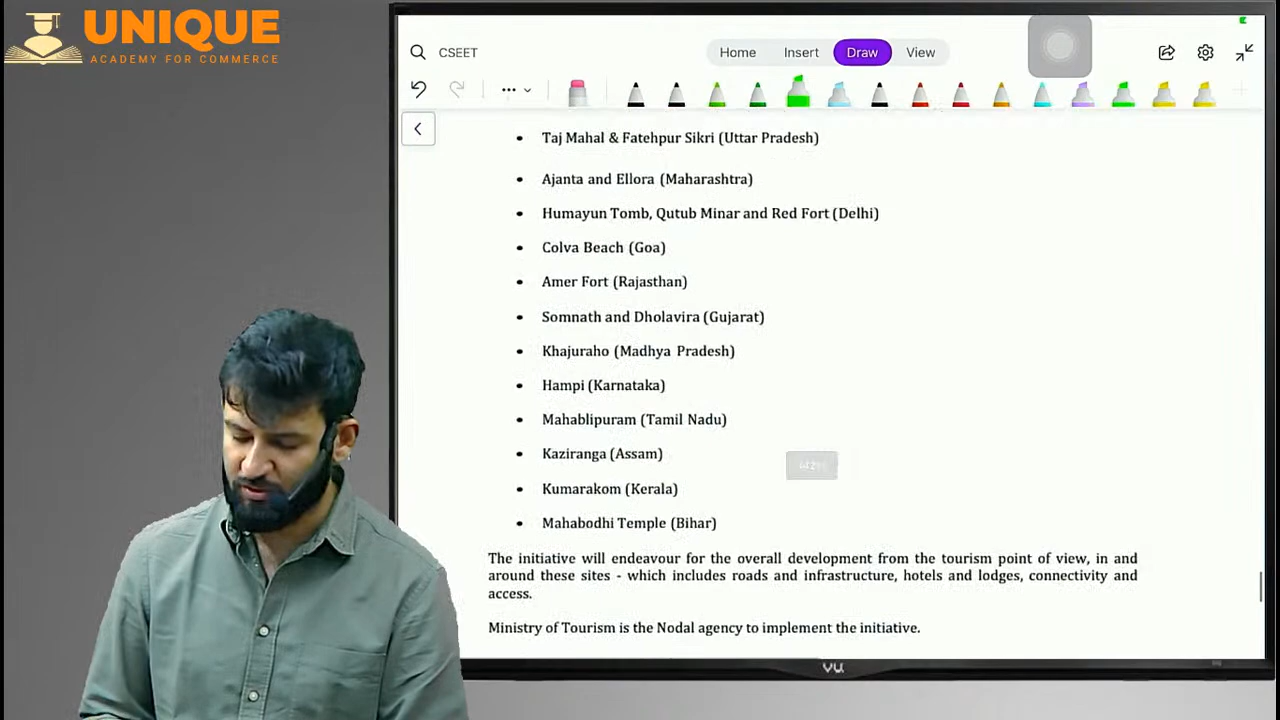 UNIQUE
ACADEMY FOR COMMERCE
CSEET
Home Insert Draw View
• Taj Mahal & Fatehpur Sikri (Uttar Pradesh)
• Ajanta and Ellora (Maharashtra)
• Humayun Tomb, Qutub Minar and Red Fort (Delhi)
• Colva Beach (Goa)
• Amer Fort (Rajasthan)
• Somnath and Dholavira (Gujarat)
• Khajuraho (Madhya Pradesh)
• Hampi (Karnataka)
• Mahablipuram (Tamil Nadu)
• Kaziranga (Assam)
• Kumarakom (Kerala)
• Mahabodhi Temple (Bihar)
The initiative will endeavour for the overall development from the tourism point of view, in and
around these sites - which includes roads and infrastructure, hotels and lodges, connectivity and
access.
Ministry of Tourism is the Nodal agency to implement the initiative.
VU